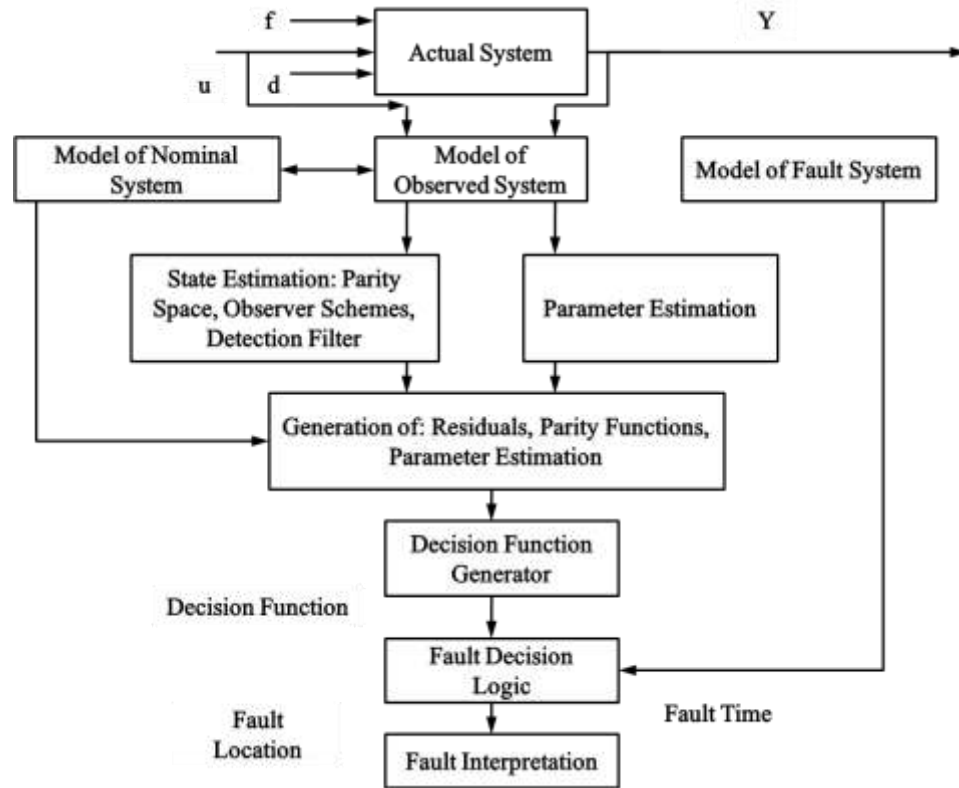 f
Y
Actual System
u
d
Model of Nominal
System
Model of
Observed System
Model of Fault System
State Estimation: Parity
Space, Observer Schemes,
Detection Filter
Parameter Estimation
Generation of: Residuals, Parity Functions,
Parameter Estimation
Decision Function
Generator
Decision Function
Fault Decision
Logic
Fault Time
Fault
Location
Fault Interpretation